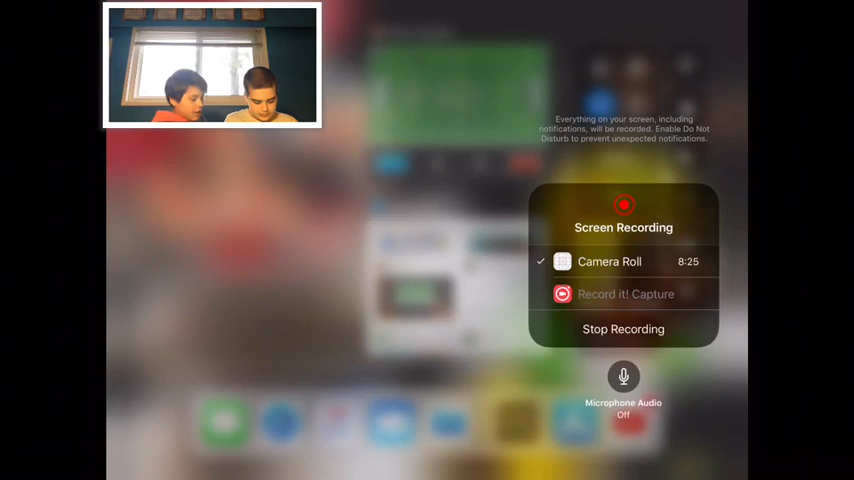 Everything on your screen, including
notifications, will be recorded. Enable Do Not
Disturb to prevent unexpected notifications.
Screen Recording
Camera Roll 8:25
Record it! Capture
Stop Recording
Microphone Audio
Off